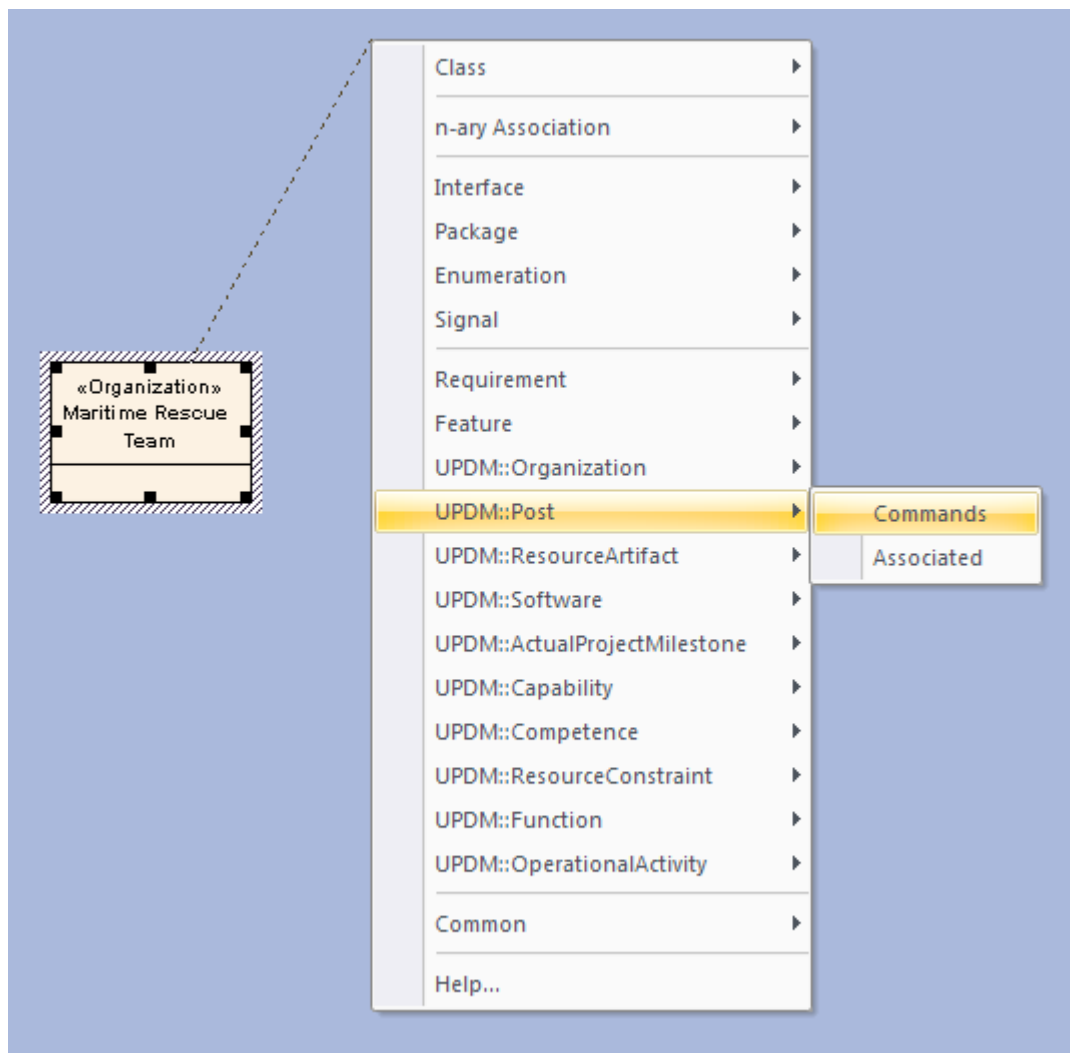 Class
n-ary Association
Interface
Package
Enumeration
Signal
«Organization»
Maritime Rescue
Team
Requirement
Feature
UPDM::Organization
UPDM::Post
Commands
UPDM::ResourceArtifact
Associated
UPDM::Software
UPDM::ActualProjectMilestone
UPDM::Capability
UPDM::Competence
UPDM::ResourceConstraint
UPDM::Function
UPDM::OperationalActivity
Common
Help...